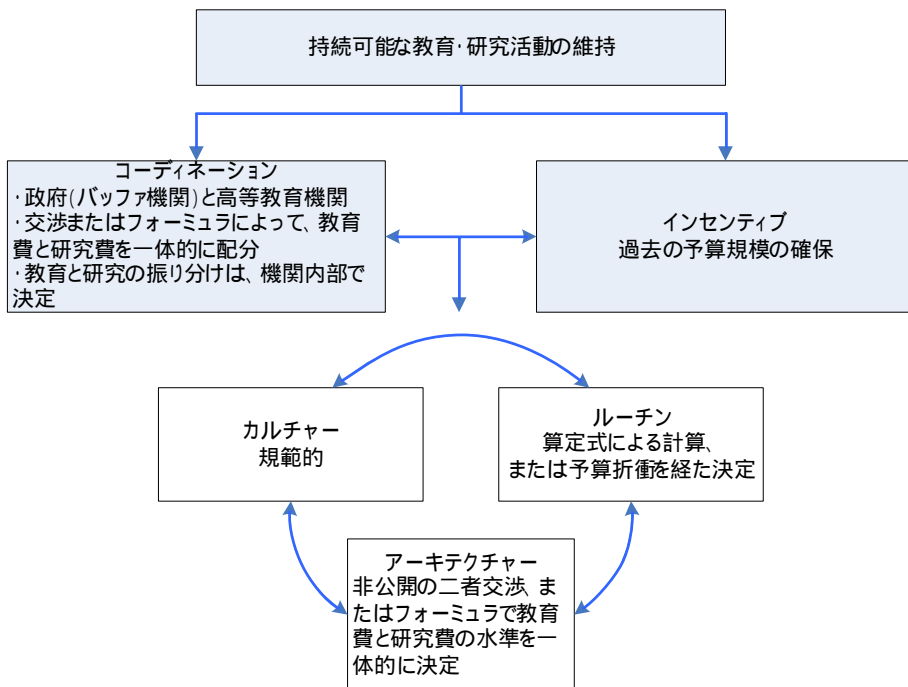 持続可能な教育・研究活動の維持
コーディネーション
・政府(バッファ機関)と高等教育機関
・交渉またはフォーミュラによって、教育
費と研究費を一体的に配分
・教育と研究の振り分けは、機関内部で
決定
インセンティブ
過去の予算規模の確保
カルチャー
規範的
ルーチン
算定式による計算、
または予算折衝を経た決定
アーキテクチャー
非公開の二者交渉、ま
たはフォーミュラで教育
費と研究費の水準を一
体的に決定